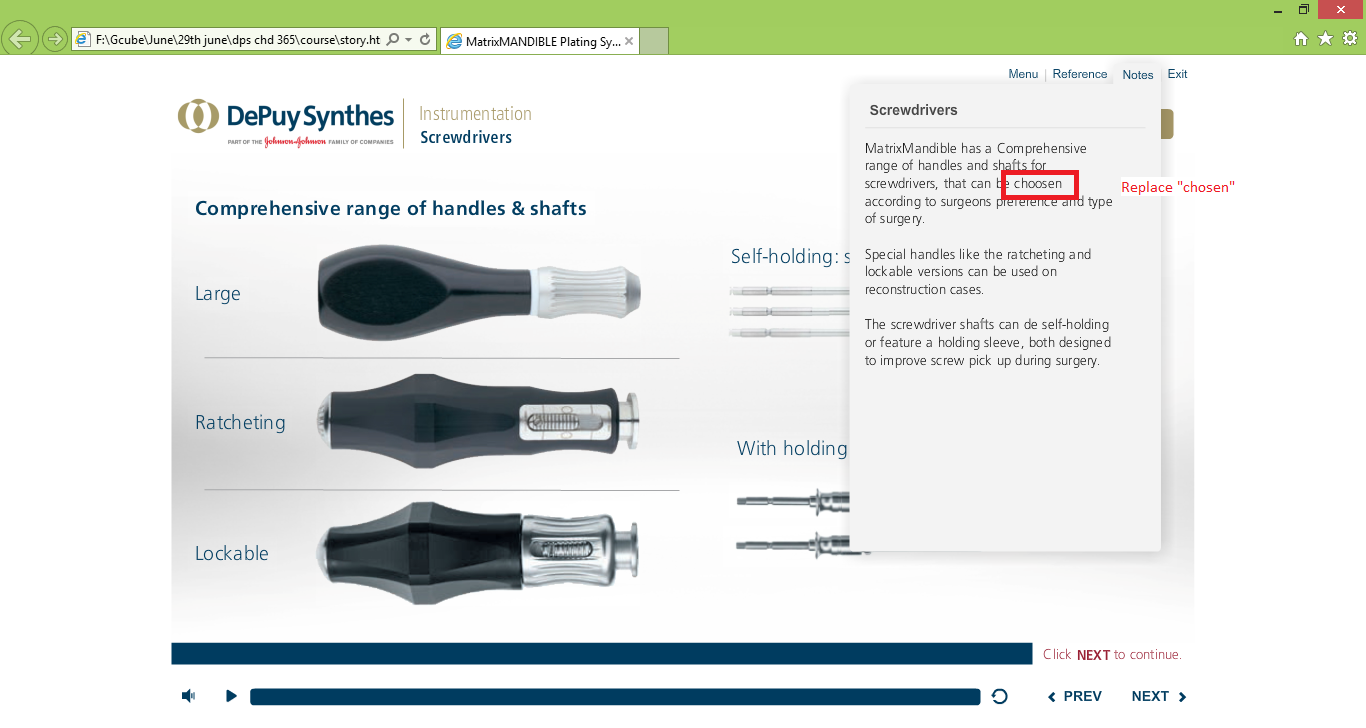 F:\Gcube\June\29th june\dps chd 365\course\story.ht
MatrixMANDIBLE Plating Sy...
Menu
Reference
Notes
Exit
DePuy Synthes
PART OF THE Johnson-Johnson FAMILY OF COMPANIES
Instrumentation
Screwdrivers
Comprehensive range of handles & shafts
Large
Ratcheting
Lockable
Self-holding: s
With holding
Screwdrivers
MatrixMandible has a Comprehensive
range of handles and shafts for
screwdrivers, that can be choosen
according to surgeons preference and type
of surgery.
Special handles like the ratcheting and
lockable versions can be used on
reconstruction cases.
The screwdriver shafts can de self-holding
or feature a holding sleeve, both designed
to improve screw pick up during surgery.
Replace "chosen"
Click NEXT to continue.
PREV
NEXT